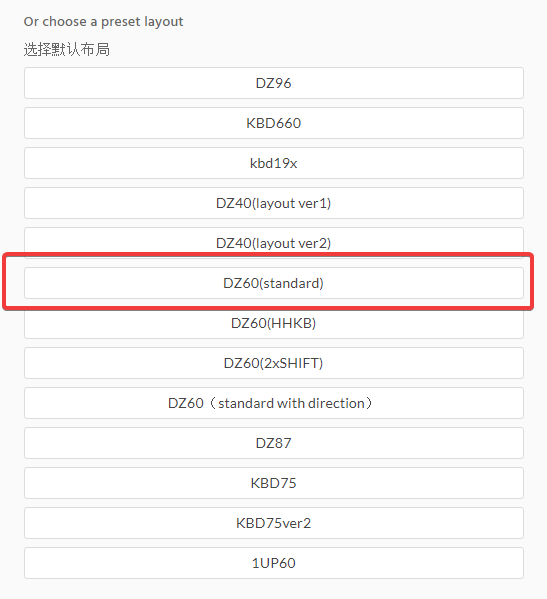 Or choose a preset layout
选择默认布局
DZ96
KBD660
kbd19x
DZ40(layout ver1)
DZ40(layout ver2)
DZ60(standard)
DZ60(HHKB)
DZ60(2xSHIFT)
DZ60（standard with direction）
DZ87
KBD75
KBD75ver2
1UP60